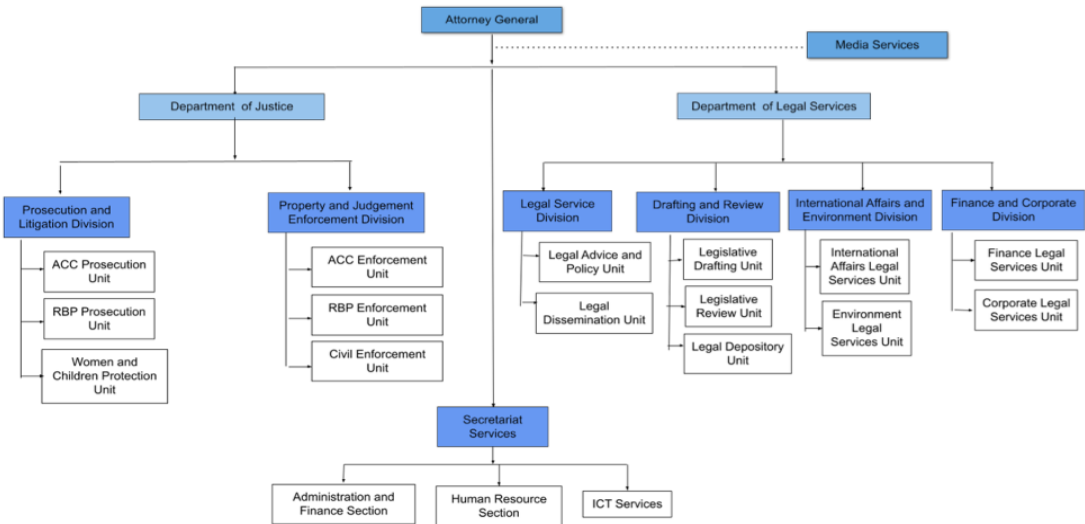 Attorney General
Media Services
Department of Justice
Department of Legal Services
Prosecution and
Litigation Division
ACC Prosecution
Unit
RBP Prosecution
Unit
Women and
Children Protection
Unit
Property and Judgement
Enforcement Division
ACC Enforcement
Unit
RBP Enforcement
Unit
Civil Enforcement
Unit
Legal Service
Division
Legal Advice and
Policy Unit
Legal
Dissemination Unit
Drafting and Review
Division
Legislative
Drafting Unit
Legislative
Review Unit
Legal Depository
Unit
International Affairs and
Environment Division
International
Affairs Legal
Services Unit
Environment
Legal
Services Unit
Finance and Corporate
Division
Finance Legal
Services Unit
Corporate Legal
Services Unit
Secretariat
Services
Administration and
Finance Section
Human Resource
Section
ICT Services